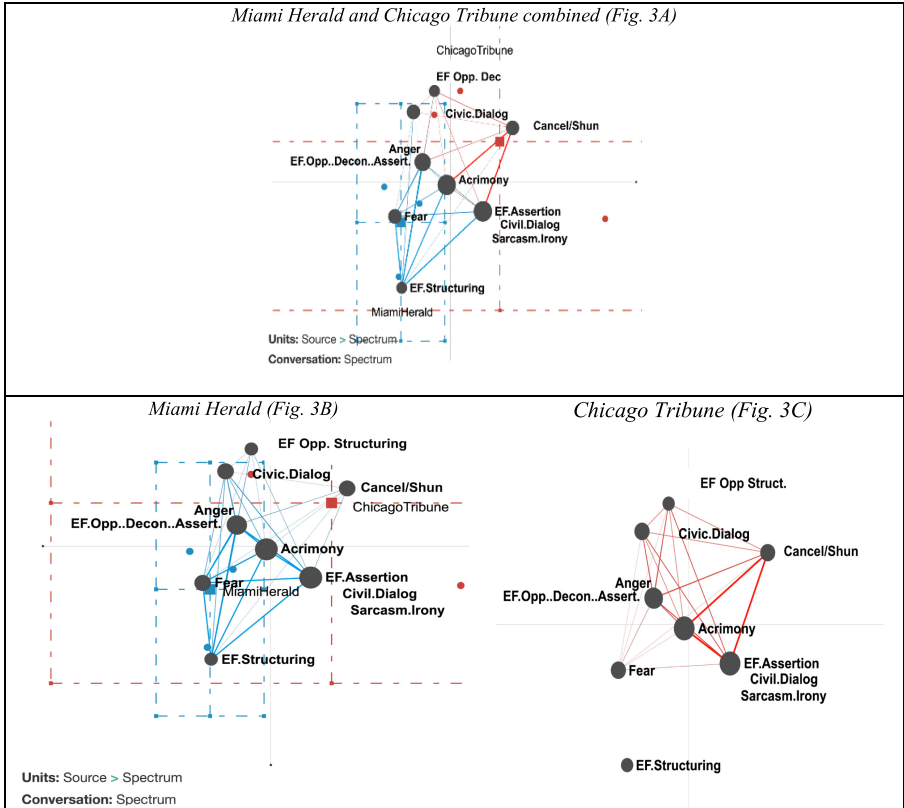 Miami Herald and Chicago Tribune combined (Fig. 3A)
ChicagoTribune
EF Opp. Dec
Civic.Dialog
Cancel/Shun
Anger
EF.Opp..Decon..Assert.
Acrimony
Fear
EF.Assertion
Civil.Dialog
Sarcasm.Irony
EF.Structuring
MiamiHerald
Units: Source > Spectrum
Conversation: Spectrum
Miami Herald (Fig. 3B)
EF Opp. Structuring
Civic.Dialog
Cancel/Shun
ChicagoTribune
Anger
EF.Opp..Decon..Assert.
Acrimony
Fear
MiamiHerald
EF.Assertion
Civil.Dialog
Sarcasm.Irony
EF.Structuring
Units: Source > Spectrum
Conversation: Spectrum
Chicago Tribune (Fig. 3C)
EF Opp Struct.
Civic.Dialog
Cancel/Shun
Anger
EF.Opp..Decon..Assert.
Acrimony
Fear
EF.Assertion
Civil.Dialog
Sarcasm.Irony
EF.Structuring